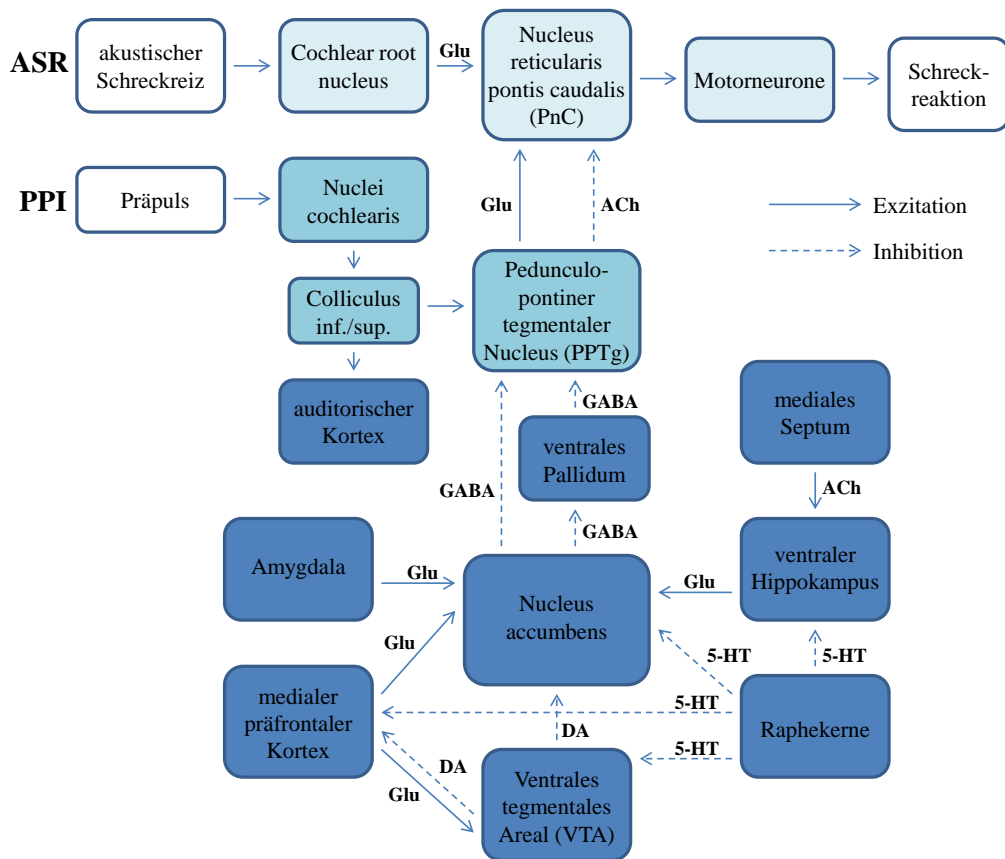 ASR
akustischer
Schreckreiz
Cochlear root
nucleus
Glu
Nucleus
reticularis
pontis caudalis
(PnC)
Motorneurone
Schreck-
reaktion
PPI
Präpuls
Nuclei
cochlearis
Glu
ACh
Exzitation
Inhibition
Colliculus
inf./sup.
Pedunculo-
pontiner
tegmentaler
Nucleus (PPTg)
auditorischer
Kortex
GABA
GABA
ventrales
Pallidum
mediales
Septum
GABA
ACh
Amygdala
Glu
Nucleus
accumbens
Glu
ventraler
Hippokampus
Glu
5-HT
5-HT
medialer
präfrontaler
Kortex
5-HT
Raphekerne
DA
5-HT
DA
Glu
Ventrales
tegmentales
Areal (VTA)